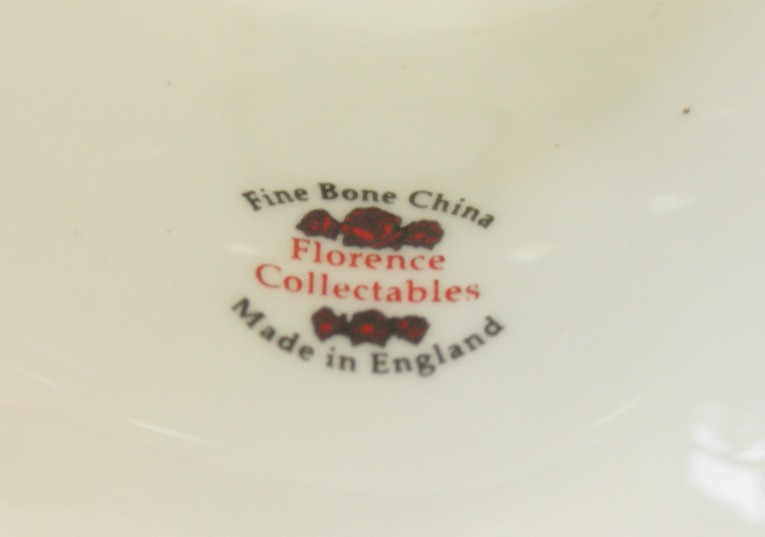 Fine Bone China
Florence
Collectables
Made in England